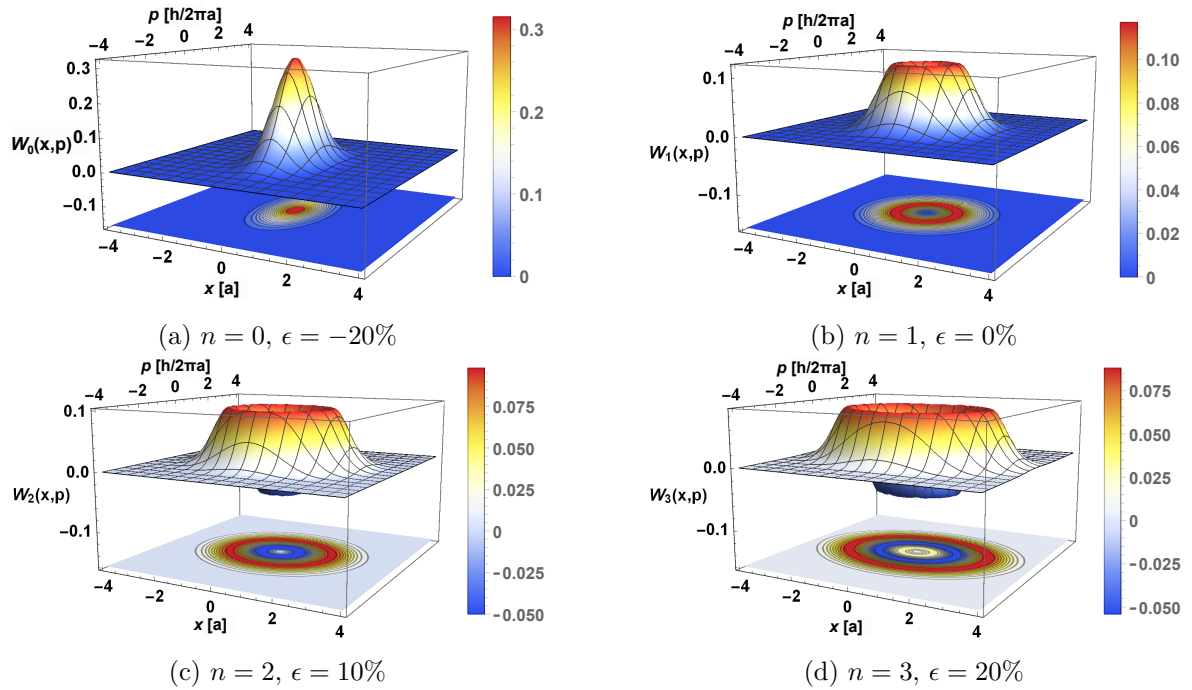 p [h/2πa]
−4 −2 0 2 4
0.3
0.2
0.1
0.0
−0.1
W0(x,p)
−4 −2 0 2 4
x [a]
0.3
0.2
0.1
0
(a) n = 0, ϵ = −20%
p [h/2πa]
−4 −2 0 2 4
0.1
0.0
−0.1
W1(x,p)
−4 −2 0 2 4
x [a]
0.10
0.08
0.06
0.04
0.02
0
(b) n = 1, ϵ = 0%
p [h/2πa]
−4 −2 0 2 4
0.1
0.0
−0.1
W2(x,p)
−4 −2 0 2 4
x [a]
0.075
0.050
0.025
0
−0.025
−0.050
(c) n = 2, ϵ = 10%
p [h/2πa]
−4 −2 0 2 4
0.0
−0.1
W3(x,p)
−4 −2 0 2 4
x [a]
0.075
0.050
0.025
0
−0.025
−0.050
(d) n = 3, ϵ = 20%